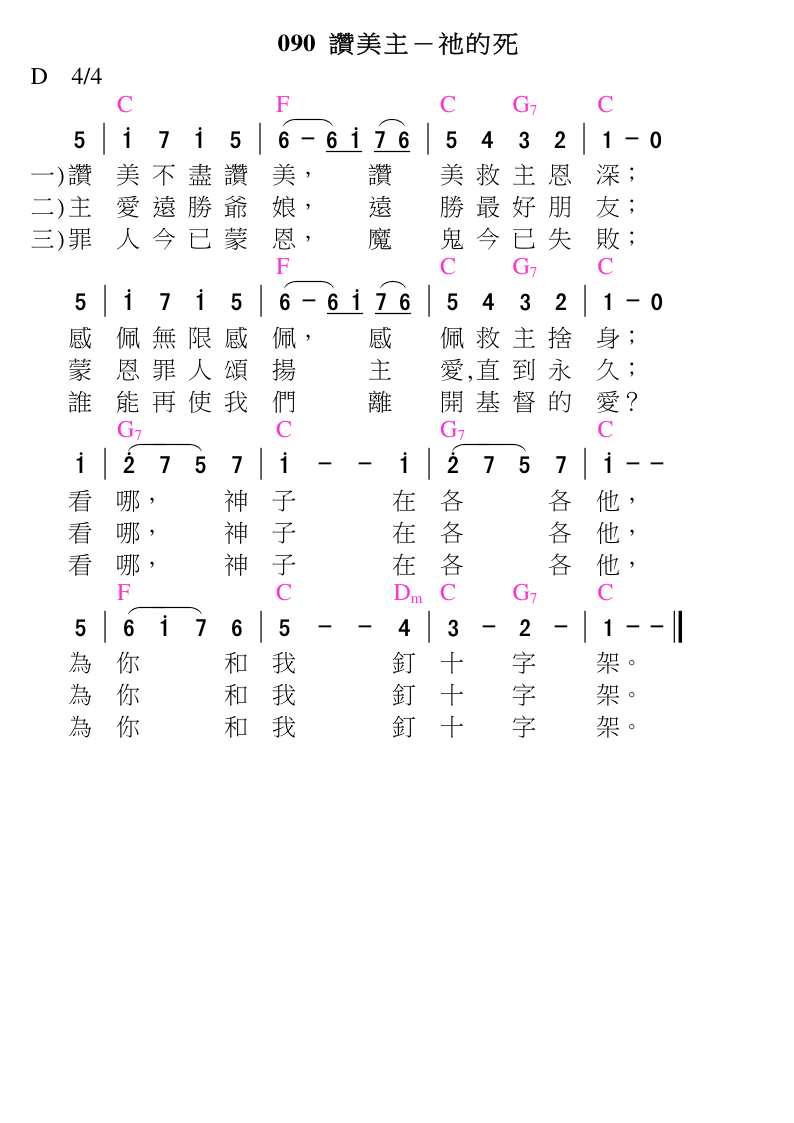 090 讚美主－祂的死
D 4/4
C F C G7 C
5 | i 7 i 5 | 6 − 6 i 7 6 | 5 4 3 2 | 1 − 0
一)讚 美不盡讚 美， 讚 美救主恩 深；
二)主 愛遠勝爺 娘， 遠 勝最好朋 友；
三)罪 人今已蒙 恩， 魔 鬼今已失 敗；
F C G7 C
5 | i 7 i 5 | 6 − 6 i 7 6 | 5 4 3 2 | 1 − 0
感 佩無限感 佩， 感 佩救主捨 身；
蒙 恩罪人頌 揚 主 愛,直到永 久；
誰 能再使我 們 離 開基督的 愛？
G7 C G7 C
i | 2̇ 7 5 7 | i − − i | 2̇ 7 5 7 | i − −
看 哪， 神 子 在 各 各 他，
看 哪， 神 子 在 各 各 他，
看 哪， 神 子 在 各 各 他，
F C Dm C G7 C
5 | 6 i 7 6 | 5 − − 4 | 3 − 2 − | 1 − − ‖
為 你 和 我 釘 十 字 架。
為 你 和 我 釘 十 字 架。
為 你 和 我 釘 十 字 架。